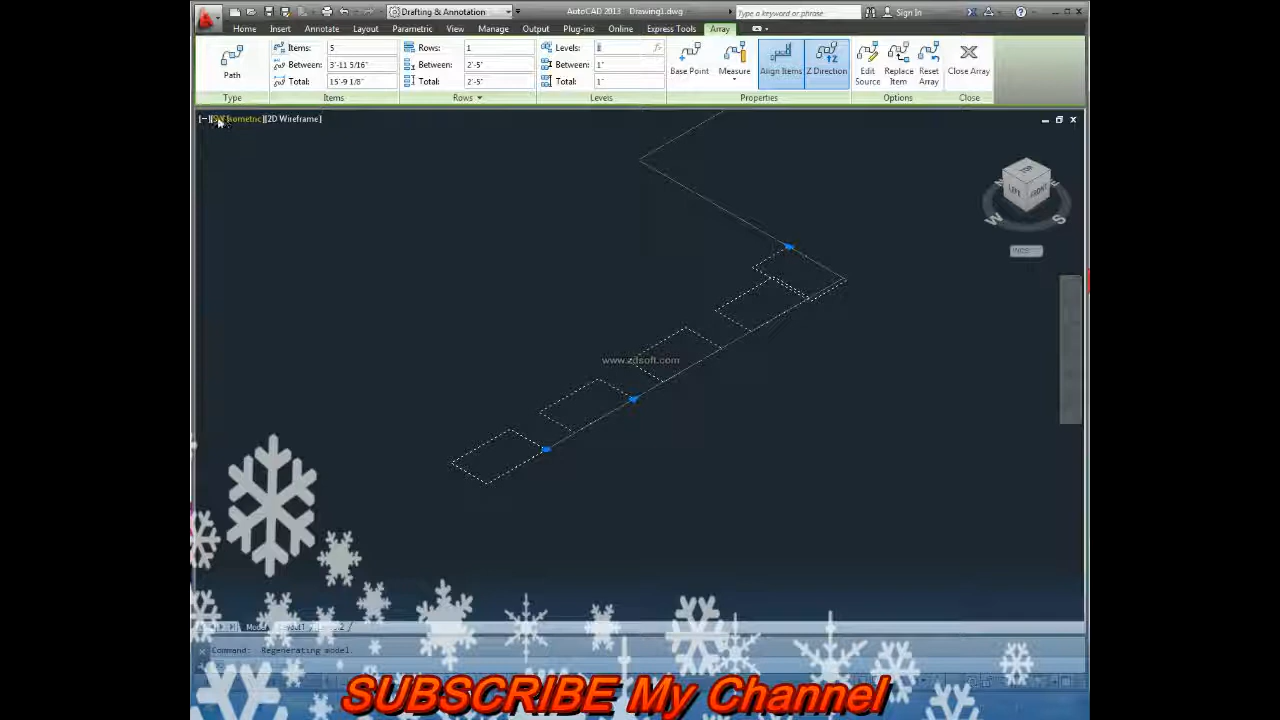 Drafting & Annotation
AutoCAD 2013 Drawing1.dwg
Type a keyword or phrase
Sign In
Home Insert Annotate Layout Parametric View Manage Output Plug-ins Online Express Tools Array
Path
Type
Items: 5
Between: 3'-11 5/16"
Total: 15'-9 1/8"
Items
Rows: 1
Between: 2'-5"
Total: 2'-5"
Rows
Levels:
Between: 1"
Total: 1"
Levels
Base Point
Measure
Align Items
Z Direction
Properties
Edit Source
Replace Item
Reset Array
Options
Close Array
Close
[2D Wireframe]
TOP
LEFT
FRONT
W
S
www.zdsoft.com
Model
Command: Regenerating model.
SUBSCRIBE My Channel